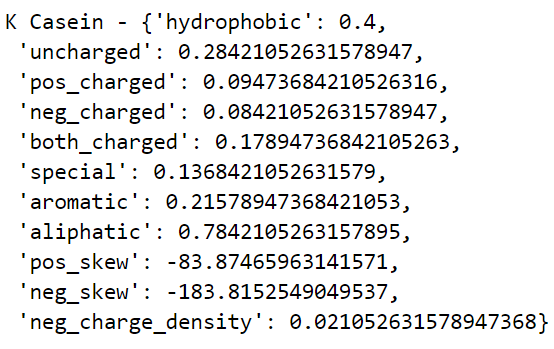 K Casein - {'hydrophobic': 0.4,
'uncharged': 0.28421052631578947,
'pos_charged': 0.09473684210526316,
'neg_charged': 0.08421052631578947,
'both_charged': 0.17894736842105263,
'special': 0.1368421052631579,
'aromatic': 0.21578947368421053,
'aliphatic': 0.7842105263157895,
'pos_skew': -83.87465963141571,
'neg_skew': -183.8152549049537,
'neg_charge_density': 0.021052631578947368}